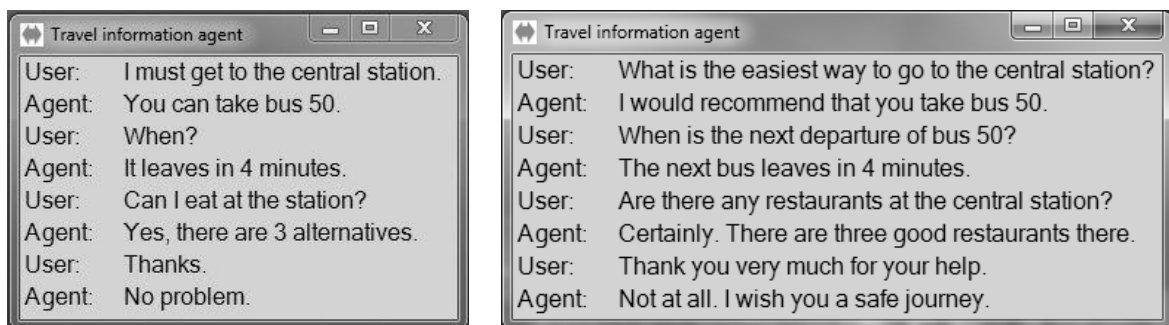 Travel information agent
User: I must get to the central station.
Agent: You can take bus 50.
User: When?
Agent: It leaves in 4 minutes.
User: Can I eat at the station?
Agent: Yes, there are 3 alternatives.
User: Thanks.
Agent: No problem.
Travel information agent
User: What is the easiest way to go to the central station?
Agent: I would recommend that you take bus 50.
User: When is the next departure of bus 50?
Agent: The next bus leaves in 4 minutes.
User: Are there any restaurants at the central station?
Agent: Certainly. There are three good restaurants there.
User: Thank you very much for your help.
Agent: Not at all. I wish you a safe journey.